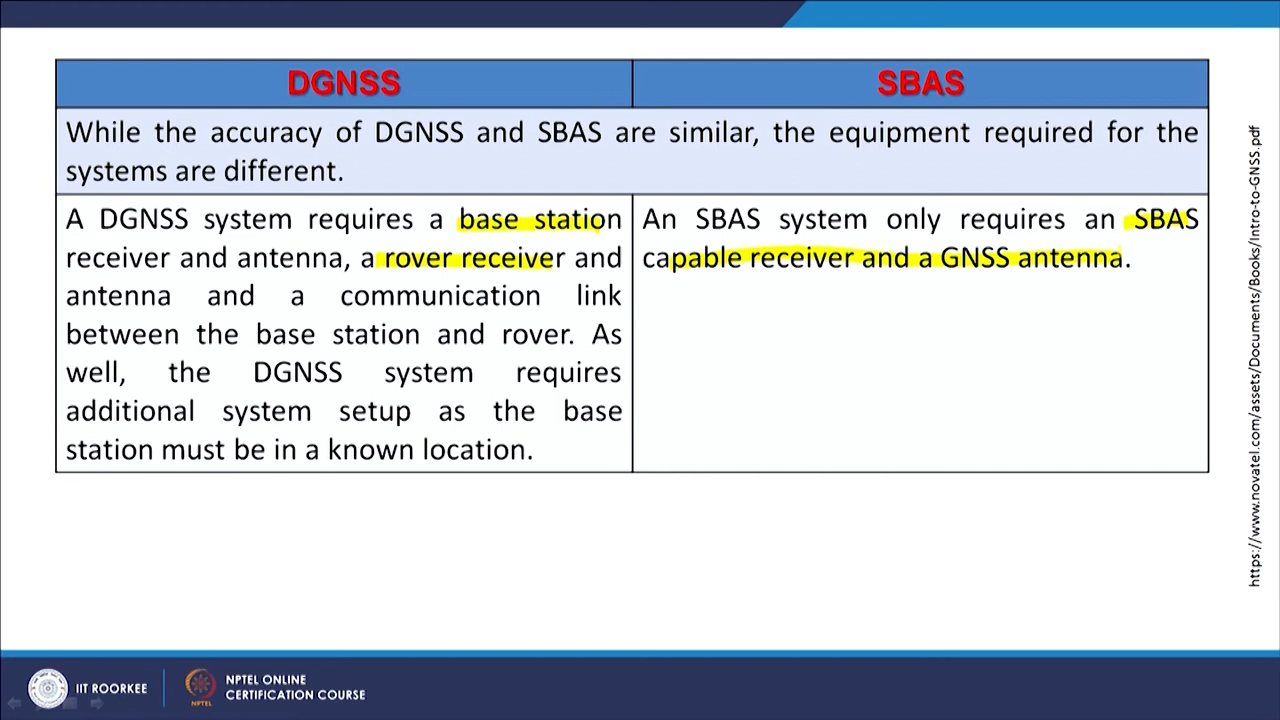 DGNSS
SBAS
While the accuracy of DGNSS and SBAS are similar, the equipment required for the
systems are different.
A DGNSS system requires a base station
receiver and antenna, a rover receiver and
antenna and a communication link
between the base station and rover. As
well, the DGNSS system requires
additional system setup as the base
station must be in a known location.
An SBAS system only requires an SBAS
capable receiver and a GNSS antenna.
https://www.novatel.com/assets/Documents/Books/Intro-to-GNSS.pdf
IIT ROORKEE
NPTEL
NPTEL ONLINE
CERTIFICATION COURSE